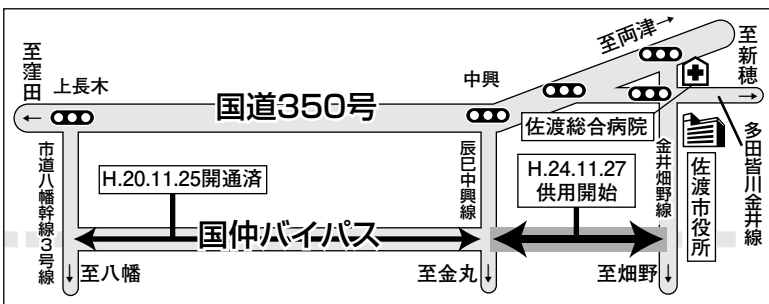 至両津
至窪田
上長木
中興
至新穂
国道350号
佐渡総合病院
市道八幡幹線3号線
辰巳中興線
金井畑野線
佐渡市役所
多田皆川金井線
H.20.11.25開通済
H.24.11.27
供用開始
国仲バイパス
至八幡
至金丸
至畑野